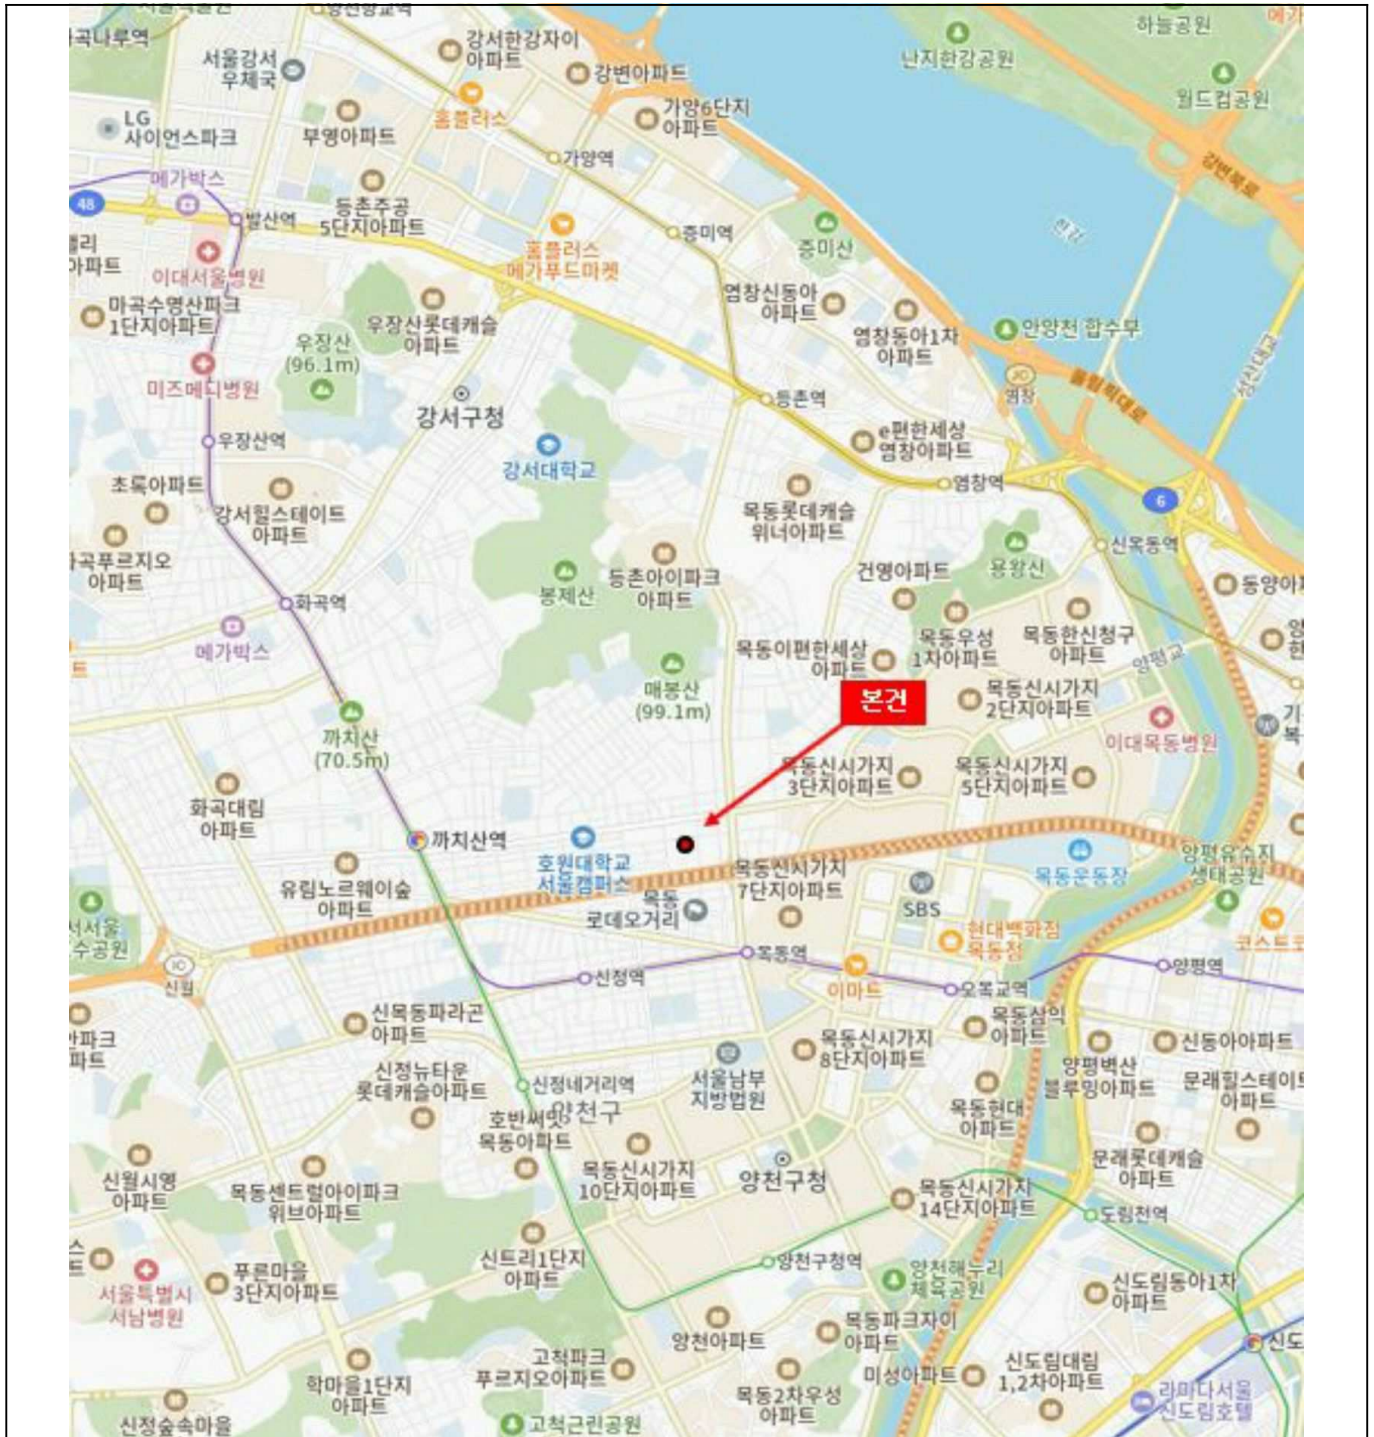 하늘공원
마곡나루역
서울강서
우체국
강서한강자이
아파트
강변아파트
난지한강공원
월드컵공원
LG
사이언스파크
부영아파트
홈플러스
가양6단지
아파트
강변북로
메가박스
가양역
48
발산역
등촌주공
5단지아파트
이대서울병원
홈플러스
메가푸드마켓
증미역
증미산
한강
마곡수명산파크
1단지아파트
우장산롯데캐슬
아파트
염창신동아
아파트
염창동아1차
아파트
안양천 합수부
우장산
(96.1m)
미즈메디병원
강서구청
등촌역
염창
올림픽대로
성산대교
우장산역
강서대학교
e편한세상
염창아파트
초록아파트
강서힐스테이트
아파트
목동롯데캐슬
위너아파트
염창역
6
신목동역
곡푸르지오
아파트
봉제산
등촌아이파크
아파트
건영아파트
용왕산
화곡역
메가박스
목동이편한세상
아파트
목동우성
1차아파트
목동한신청구
아파트
양평교
매봉산
(99.1m)
본건
목동신시가지
2단지아파트
이대목동병원
까치산
(70.5m)
목동신시가지
3단지아파트
목동신시가지
5단지아파트
화곡대림
아파트
까치산역
호원대학교
서울캠퍼스
목동신시가지
7단지아파트
목동운동장
양평유수지
생태공원
유림노르웨이숲
아파트
목동
로데오거리
SBS
현대백화점
목동점
서서울
수공원
신월
신정역
목동역
이마트
오목교역
양평역
신목동파라곤
아파트
목동신시가지
8단지아파트
목동삼익
아파트
신동아아파트
신정뉴타운
롯데캐슬아파트
신정네거리역
서울남부
지방법원
양평벽산
블루밍아파트
문래힐스테이트
아파트
호반써밋
목동아파트
양천구
목동현대
아파트
신월시영
아파트
목동센트럴아이파크
위브아파트
목동신시가지
10단지아파트
양천구청
문래롯데캐슬
아파트
목동신시가지
14단지아파트
도림천역
신트리1단지
아파트
양천구청역
양천해누리
체육공원
서울특별시
서남병원
푸른마을
3단지아파트
신도림동아1차
아파트
양천아파트
목동파크자이
아파트
신도
학마을1단지
아파트
고척파크
푸르지오아파트
목동2차우성
아파트
미성아파트
신도림대림
1,2차아파트
라마다서울
신도림호텔
신정숲속마을
고척근린공원